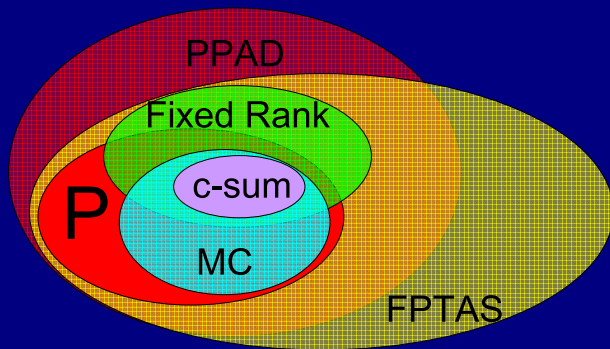 PPAD
Fixed Rank
c-sum
P
MC
FPTAS